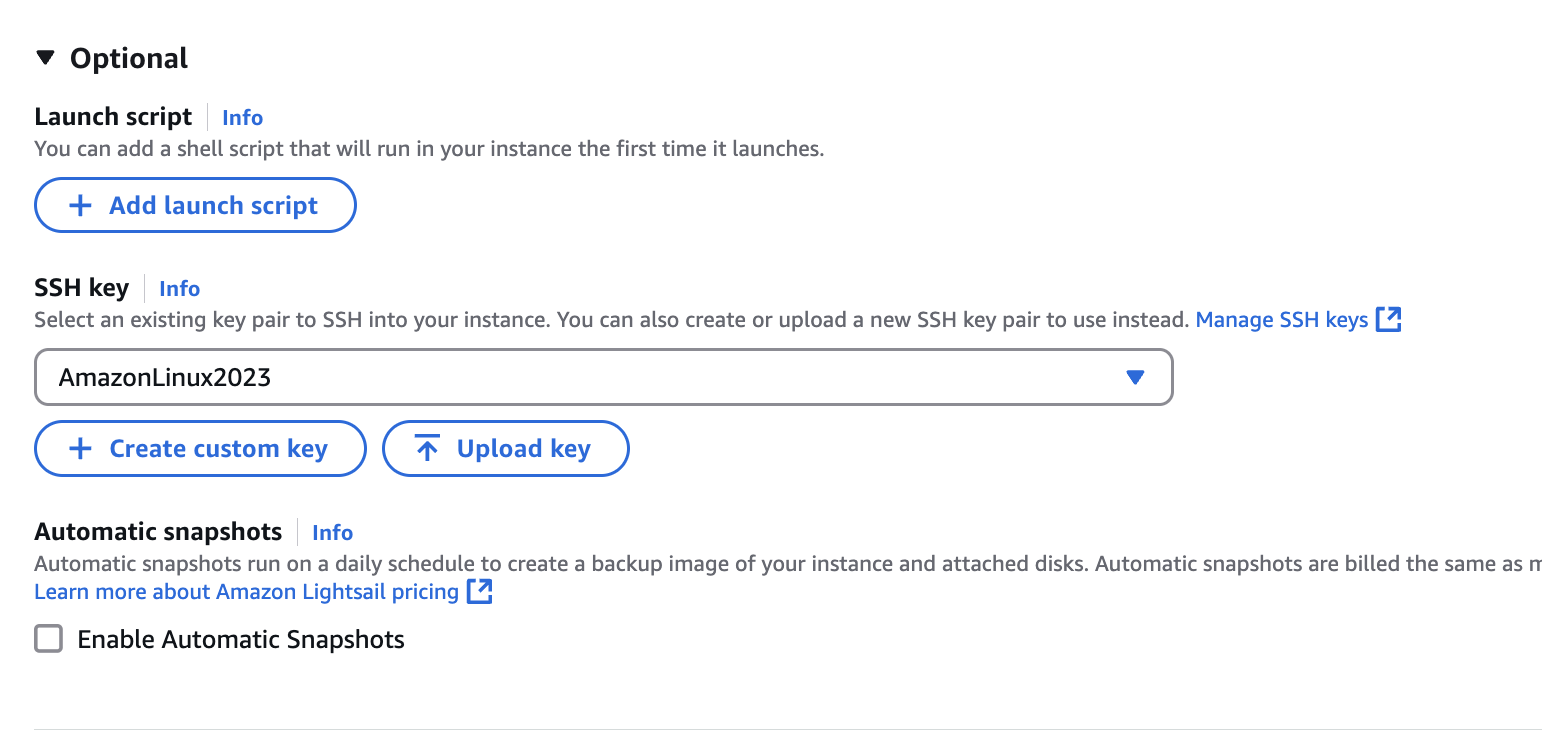 Optional
Launch script Info
You can add a shell script that will run in your instance the first time it launches.
Add launch script
SSH key Info
Select an existing key pair to SSH into your instance. You can also create or upload a new SSH key pair to use instead. Manage SSH keys
AmazonLinux2023
Create custom key Upload key
Automatic snapshots Info
Automatic snapshots run on a daily schedule to create a backup image of your instance and attached disks. Automatic snapshots are billed the same as
Learn more about Amazon Lightsail pricing
Enable Automatic Snapshots